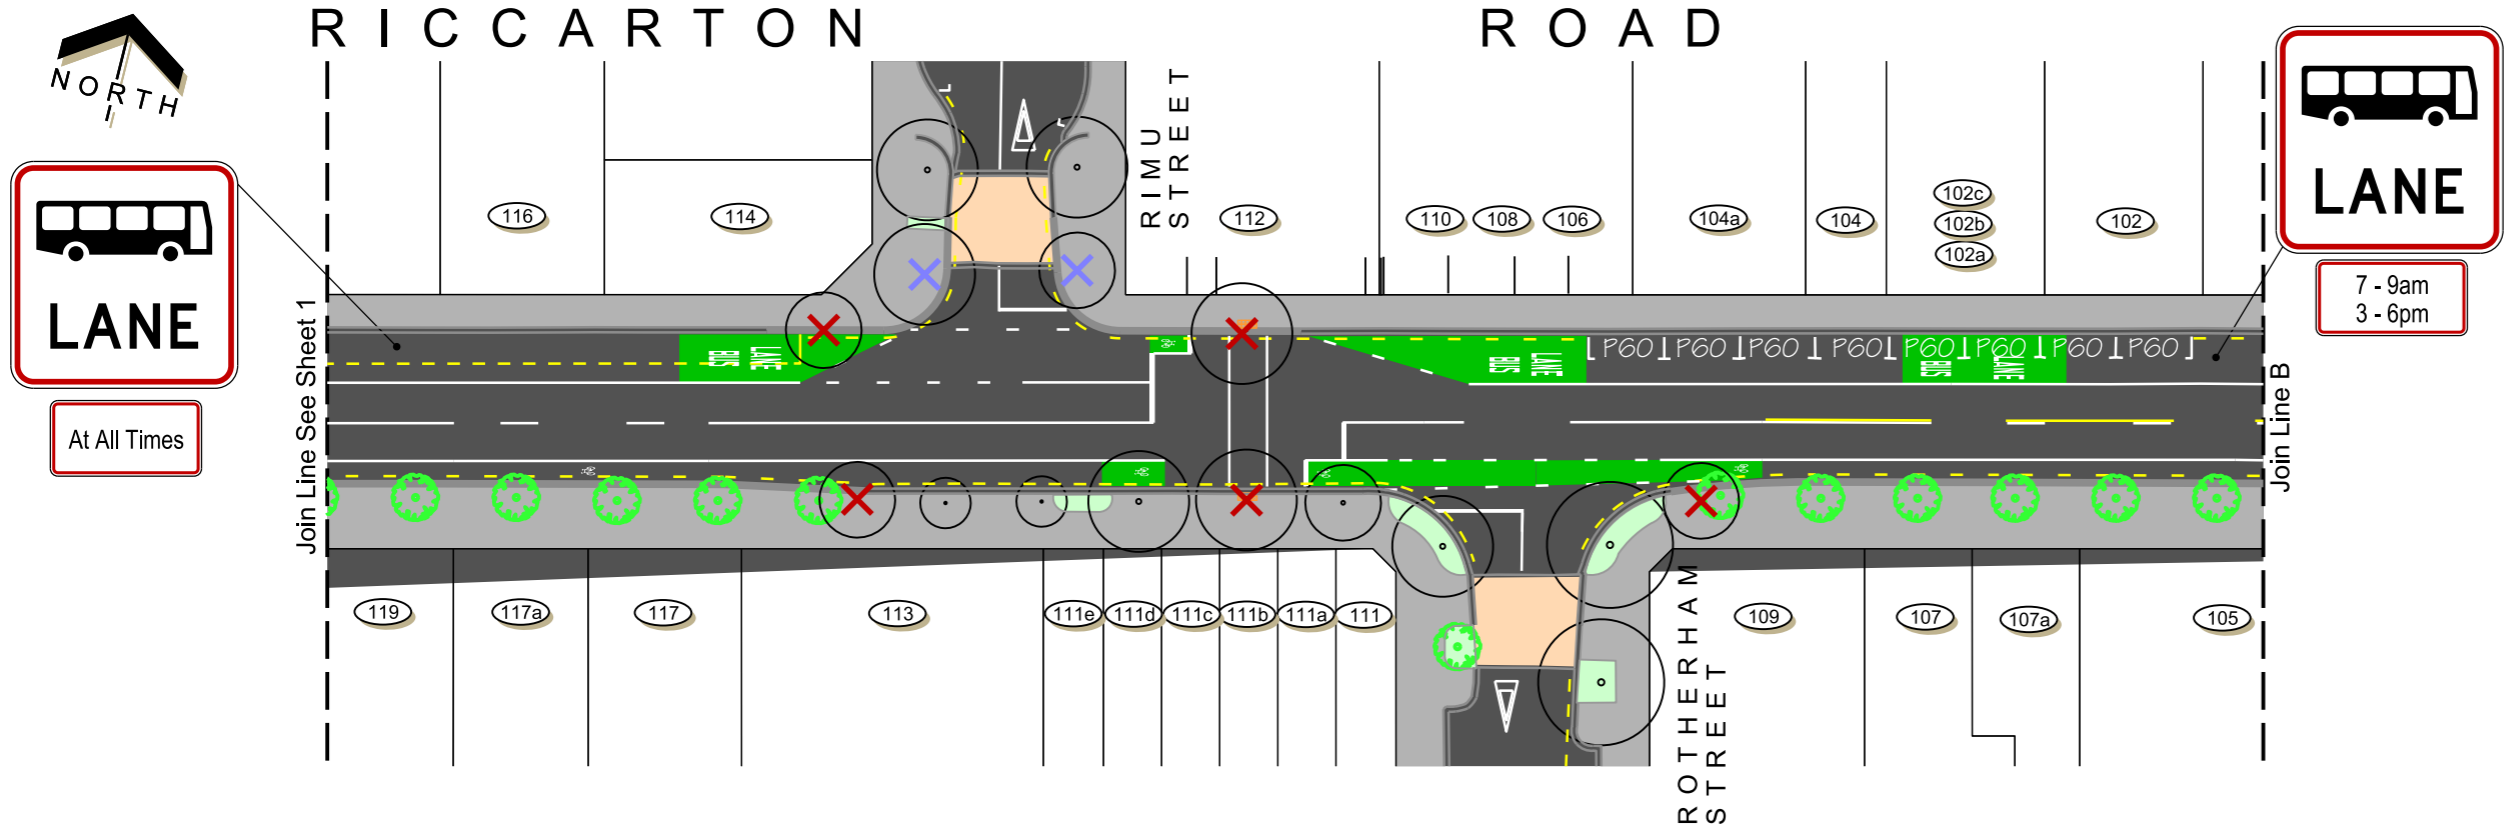 RICCARTON ROAD
NORTH
LANE
At All Times
Join Line See Sheet 1
116
114
RIMU
STREET
112
110
108
106
104a
104
102c
102b
102a
102
LANE
7 - 9am
3 - 6pm
BUS
LANE
BUS
LANE
P60
P60
P60
P60
P60
P60
P60
P60
BUS
LANE
Join Line B
119
117a
117
113
111e
111d
111c
111b
111a
111
ROTHERHAM
STREET
109
107
107a
105